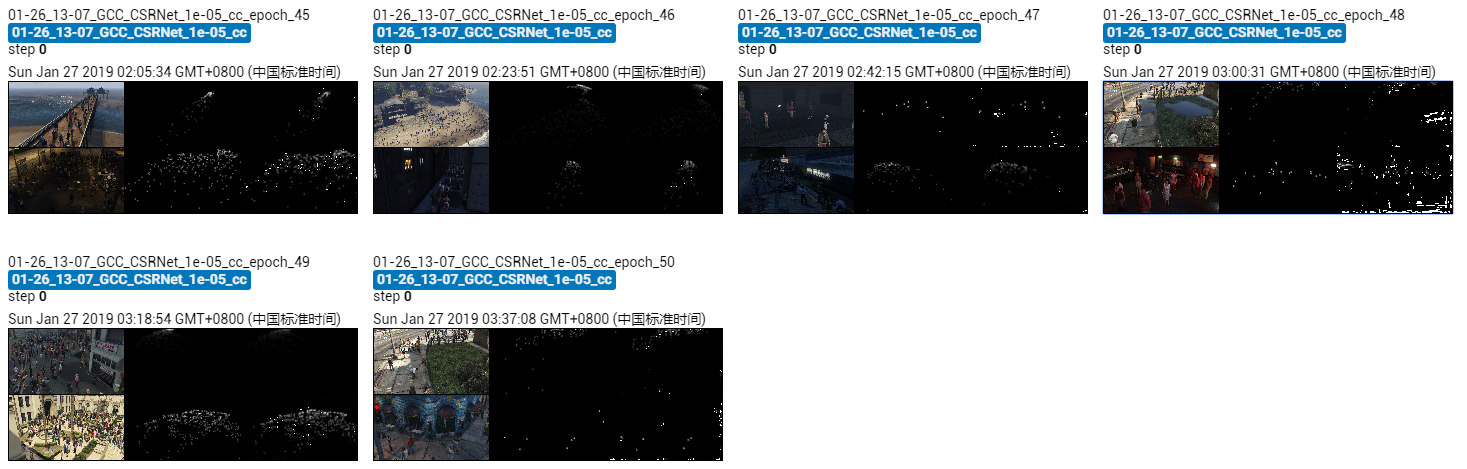 01-26_13-07_GCC_CSRNet_1e-05_cc_epoch_45
01-26_13-07_GCC_CSRNet_1e-05_cc
step 0
Sun Jan 27 2019 02:05:34 GMT+0800 (中国标准时间)
01-26_13-07_GCC_CSRNet_1e-05_cc_epoch_46
01-26_13-07_GCC_CSRNet_1e-05_cc
step 0
Sun Jan 27 2019 02:23:51 GMT+0800 (中国标准时间)
01-26_13-07_GCC_CSRNet_1e-05_cc_epoch_47
01-26_13-07_GCC_CSRNet_1e-05_cc
step 0
Sun Jan 27 2019 02:42:15 GMT+0800 (中国标准时间)
01-26_13-07_GCC_CSRNet_1e-05_cc_epoch_48
01-26_13-07_GCC_CSRNet_1e-05_cc
step 0
Sun Jan 27 2019 03:00:31 GMT+0800 (中国标准时间)
01-26_13-07_GCC_CSRNet_1e-05_cc_epoch_49
01-26_13-07_GCC_CSRNet_1e-05_cc
step 0
Sun Jan 27 2019 03:18:54 GMT+0800 (中国标准时间)
01-26_13-07_GCC_CSRNet_1e-05_cc_epoch_50
01-26_13-07_GCC_CSRNet_1e-05_cc
step 0
Sun Jan 27 2019 03:37:08 GMT+0800 (中国标准时间)